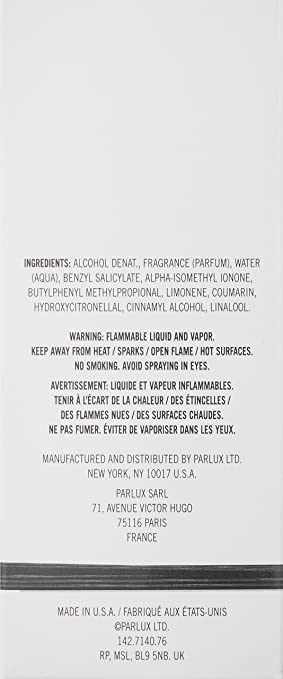 INGREDIENTS: ALCOHOL DENAT., FRAGRANCE (PARFUM), WATER
(AQUA), BENZYL SALICYLATE, ALPHA-ISOMETHYL IONONE,
BUTYLPHENYL METHYLPROPIONAL, LIMONENE, COUMARIN,
HYDROXYCITRONELLAL, CINNAMYL ALCOHOL, LINALOOL.
WARNING: FLAMMABLE LIQUID AND VAPOR.
KEEP AWAY FROM HEAT / SPARKS / OPEN FLAME / HOT SURFACES.
NO SMOKING. AVOID SPRAYING IN EYES.
AVERTISSEMENT: LIQUIDE ET VAPEUR INFLAMMABLES.
TENIR À L'ÉCART DE LA CHALEUR / DES ÉTINCELLES /
DES FLAMMES NUES / DES SURFACES CHAUDES.
NE PAS FUMER. ÉVITER DE VAPORISER DANS LES YEUX.
MANUFACTURED AND DISTRIBUTED BY PARLUX LTD.
NEW YORK, NY 10017 U.S.A.
PARLUX SARL
71, AVENUE VICTOR HUGO
75116 PARIS
FRANCE
MADE IN U.S.A. / FABRIQUÉ AUX ÉTATS-UNIS
©PARLUX LTD.
142.7140.76
RP, MSL, BL9 5NB. UK